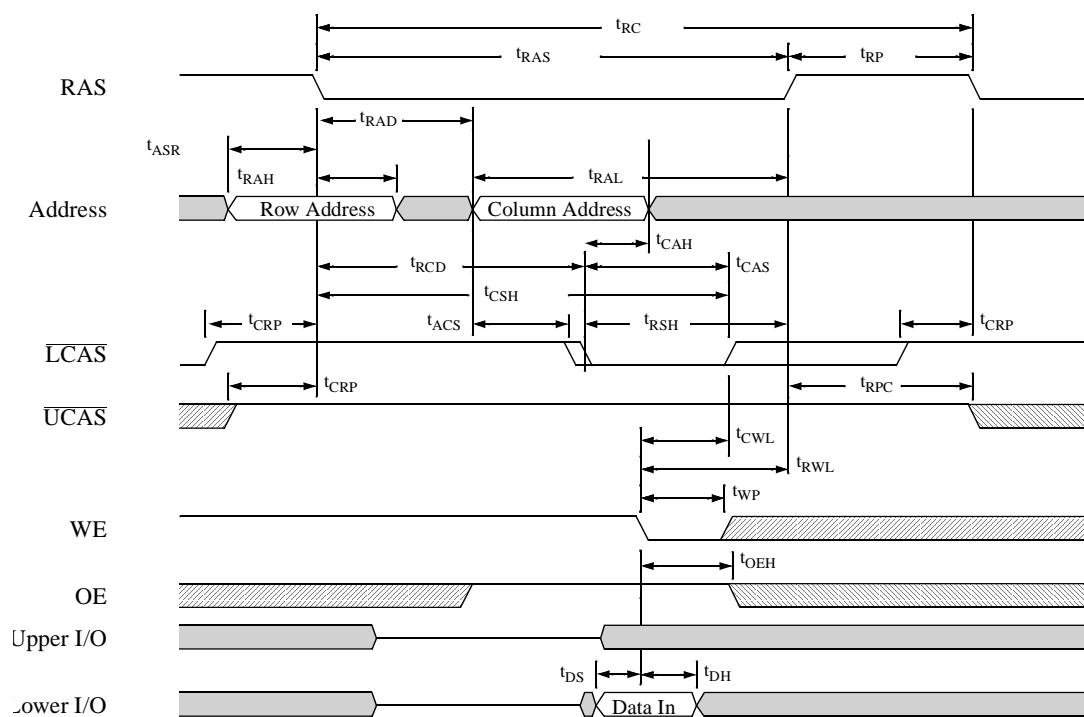 tRC
tRAS
tRP
RAS
tRAD
tASR
tRAH
tRAL
Address
Row Address
Column Address
tCAH
tRCD
tCAS
tCSH
tCRP
tACS
tRSH
tCRP
LCAS
tCRP
tRPC
UCAS
tCWL
tRWL
tWP
WE
tOEH
OE
Upper I/O
tDS
tDH
Lower I/O
Data In